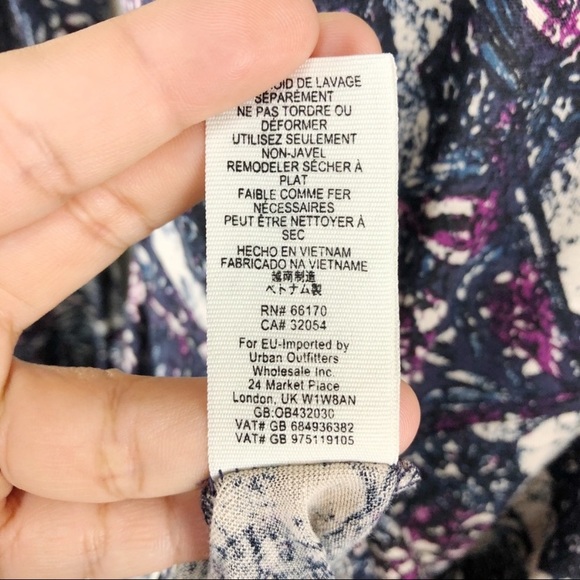 OID DE LAVAGE
SÉPARÉMENT
NE PAS TORDRE OU
DÉFORMER
UTILISEZ SEULEMENT
NON-JAVEL
REMODELER SÉCHER À
PLAT
FAIBLE COMME FER
NÉCESSAIRES
PEUT ÊTRE NETTOYER À
SEC
HECHO EN VIETNAM
FABRICADO NA VIETNAME
越南制造
ベトナム製
RN# 66170
CA# 32054
For EU-Imported by
Urban Outfitters
Wholesale Inc.
24 Market Place
London, UK W1W8AN
GB:OB432030
VAT# GB 684936382
VAT# GB 975119105